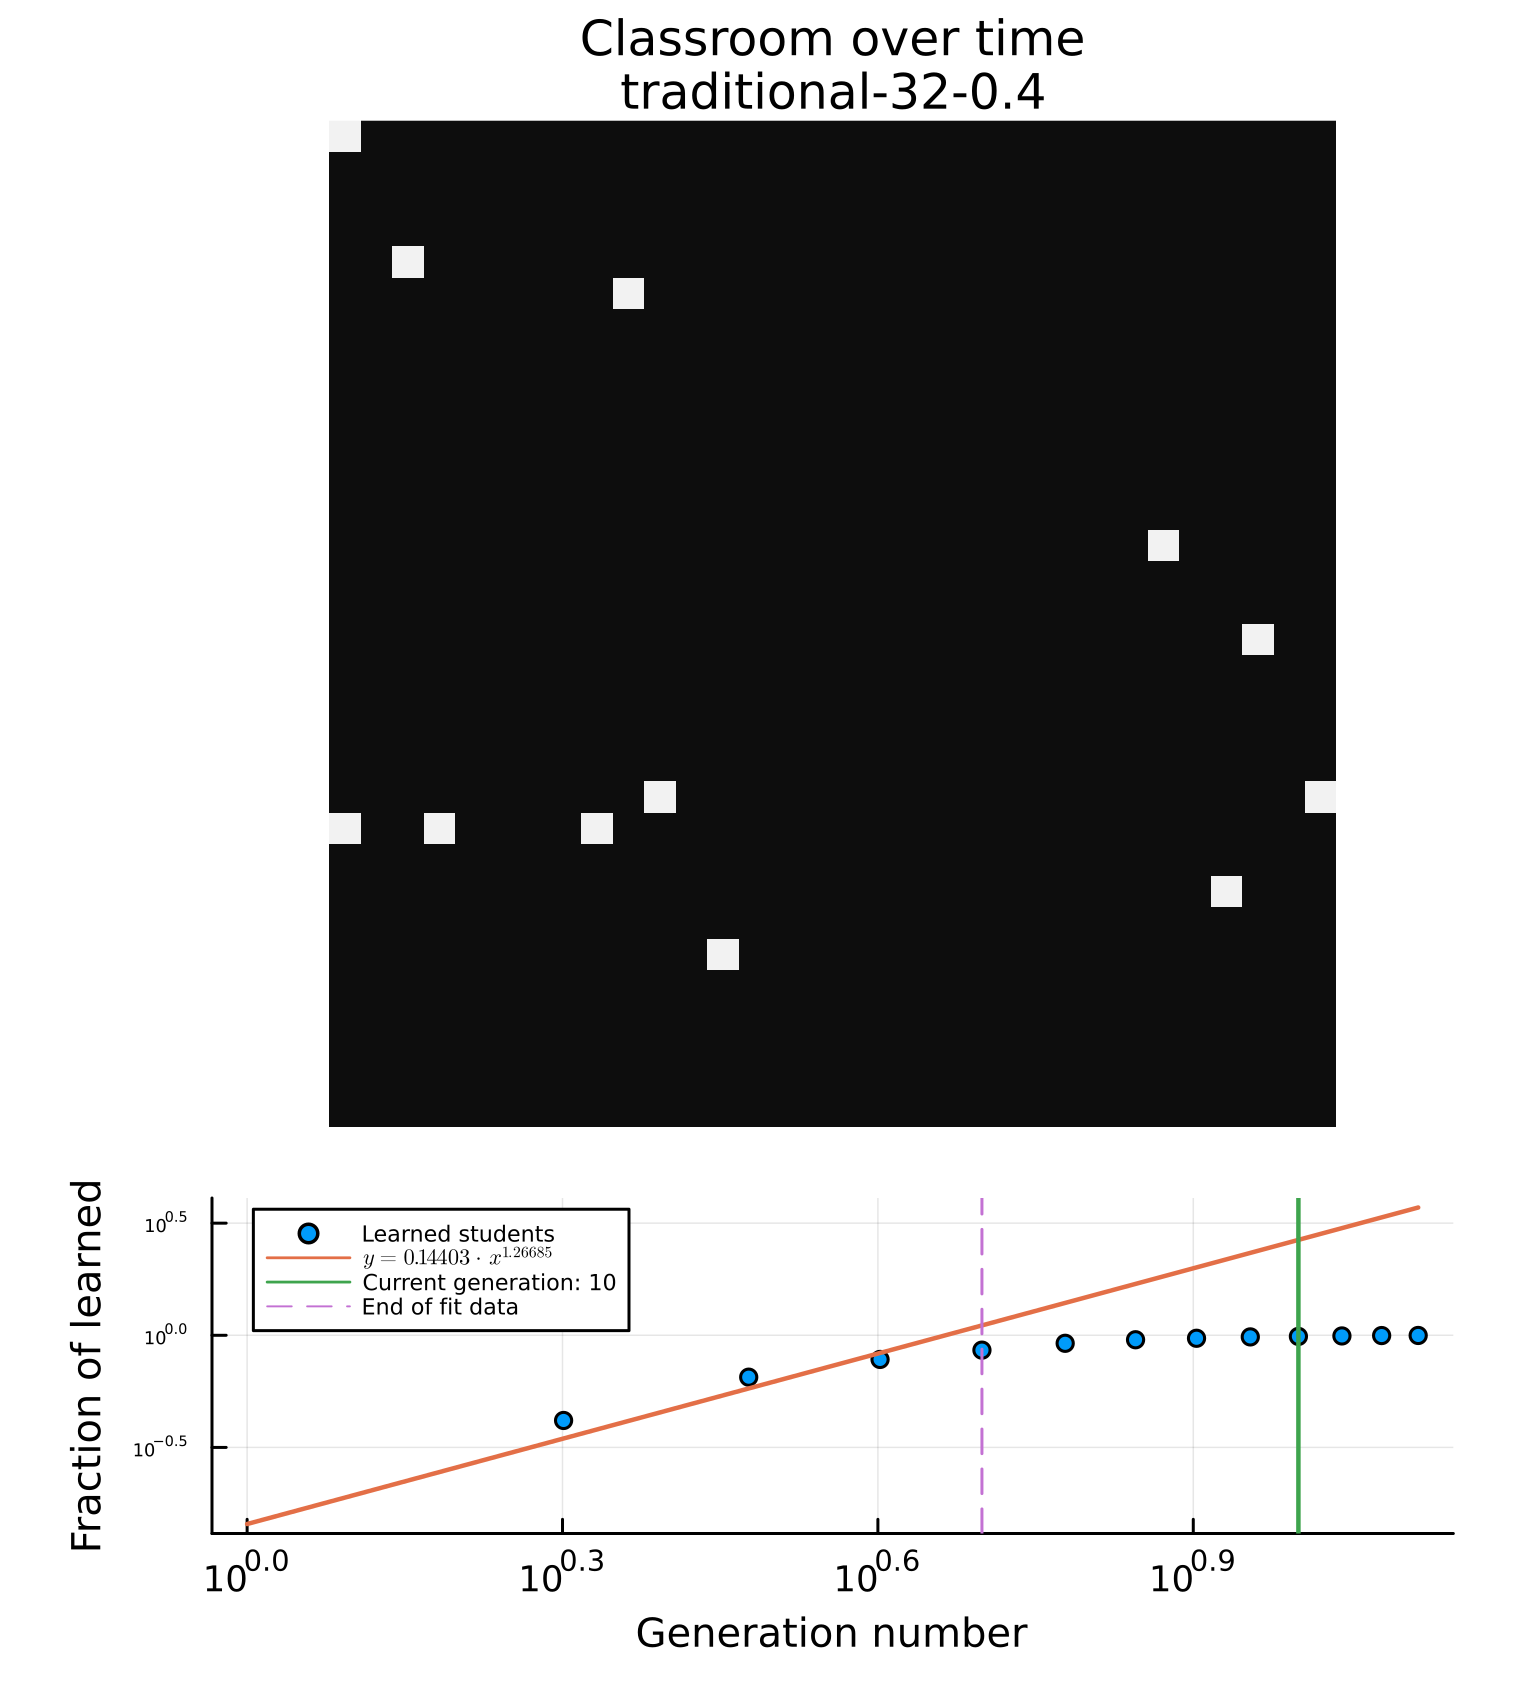 Classroom over time
traditional-32-0.4
Fraction of learned
10^0.5
10^0.0
10^−0.5
Learned students
y = 0.14403 · x^1.26685
Current generation: 10
End of fit data
10^0.0 10^0.3 10^0.6 10^0.9
Generation number